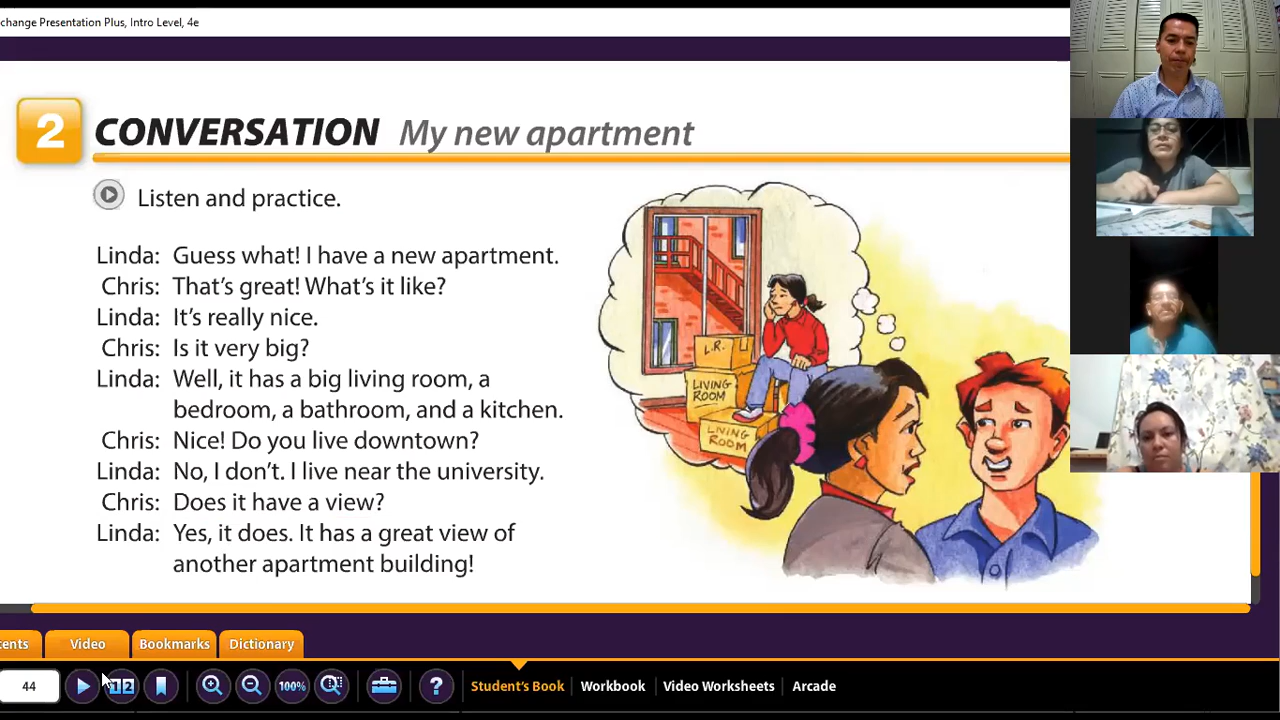 change Presentation Plus, Intro Level, 4e
2 CONVERSATION My new apartment
Listen and practice.
Linda: Guess what! I have a new apartment.
Chris: That's great! What's it like?
Linda: It's really nice.
Chris: Is it very big?
Linda: Well, it has a big living room, a
bedroom, a bathroom, and a kitchen.
Chris: Nice! Do you live downtown?
Linda: No, I don't. I live near the university.
Chris: Does it have a view?
Linda: Yes, it does. It has a great view of
another apartment building!
L.R.
LIVING
ROOM
LIVING
ROOM
ents Video Bookmarks Dictionary
44 12 100% ? Student's Book Workbook Video Worksheets Arcade